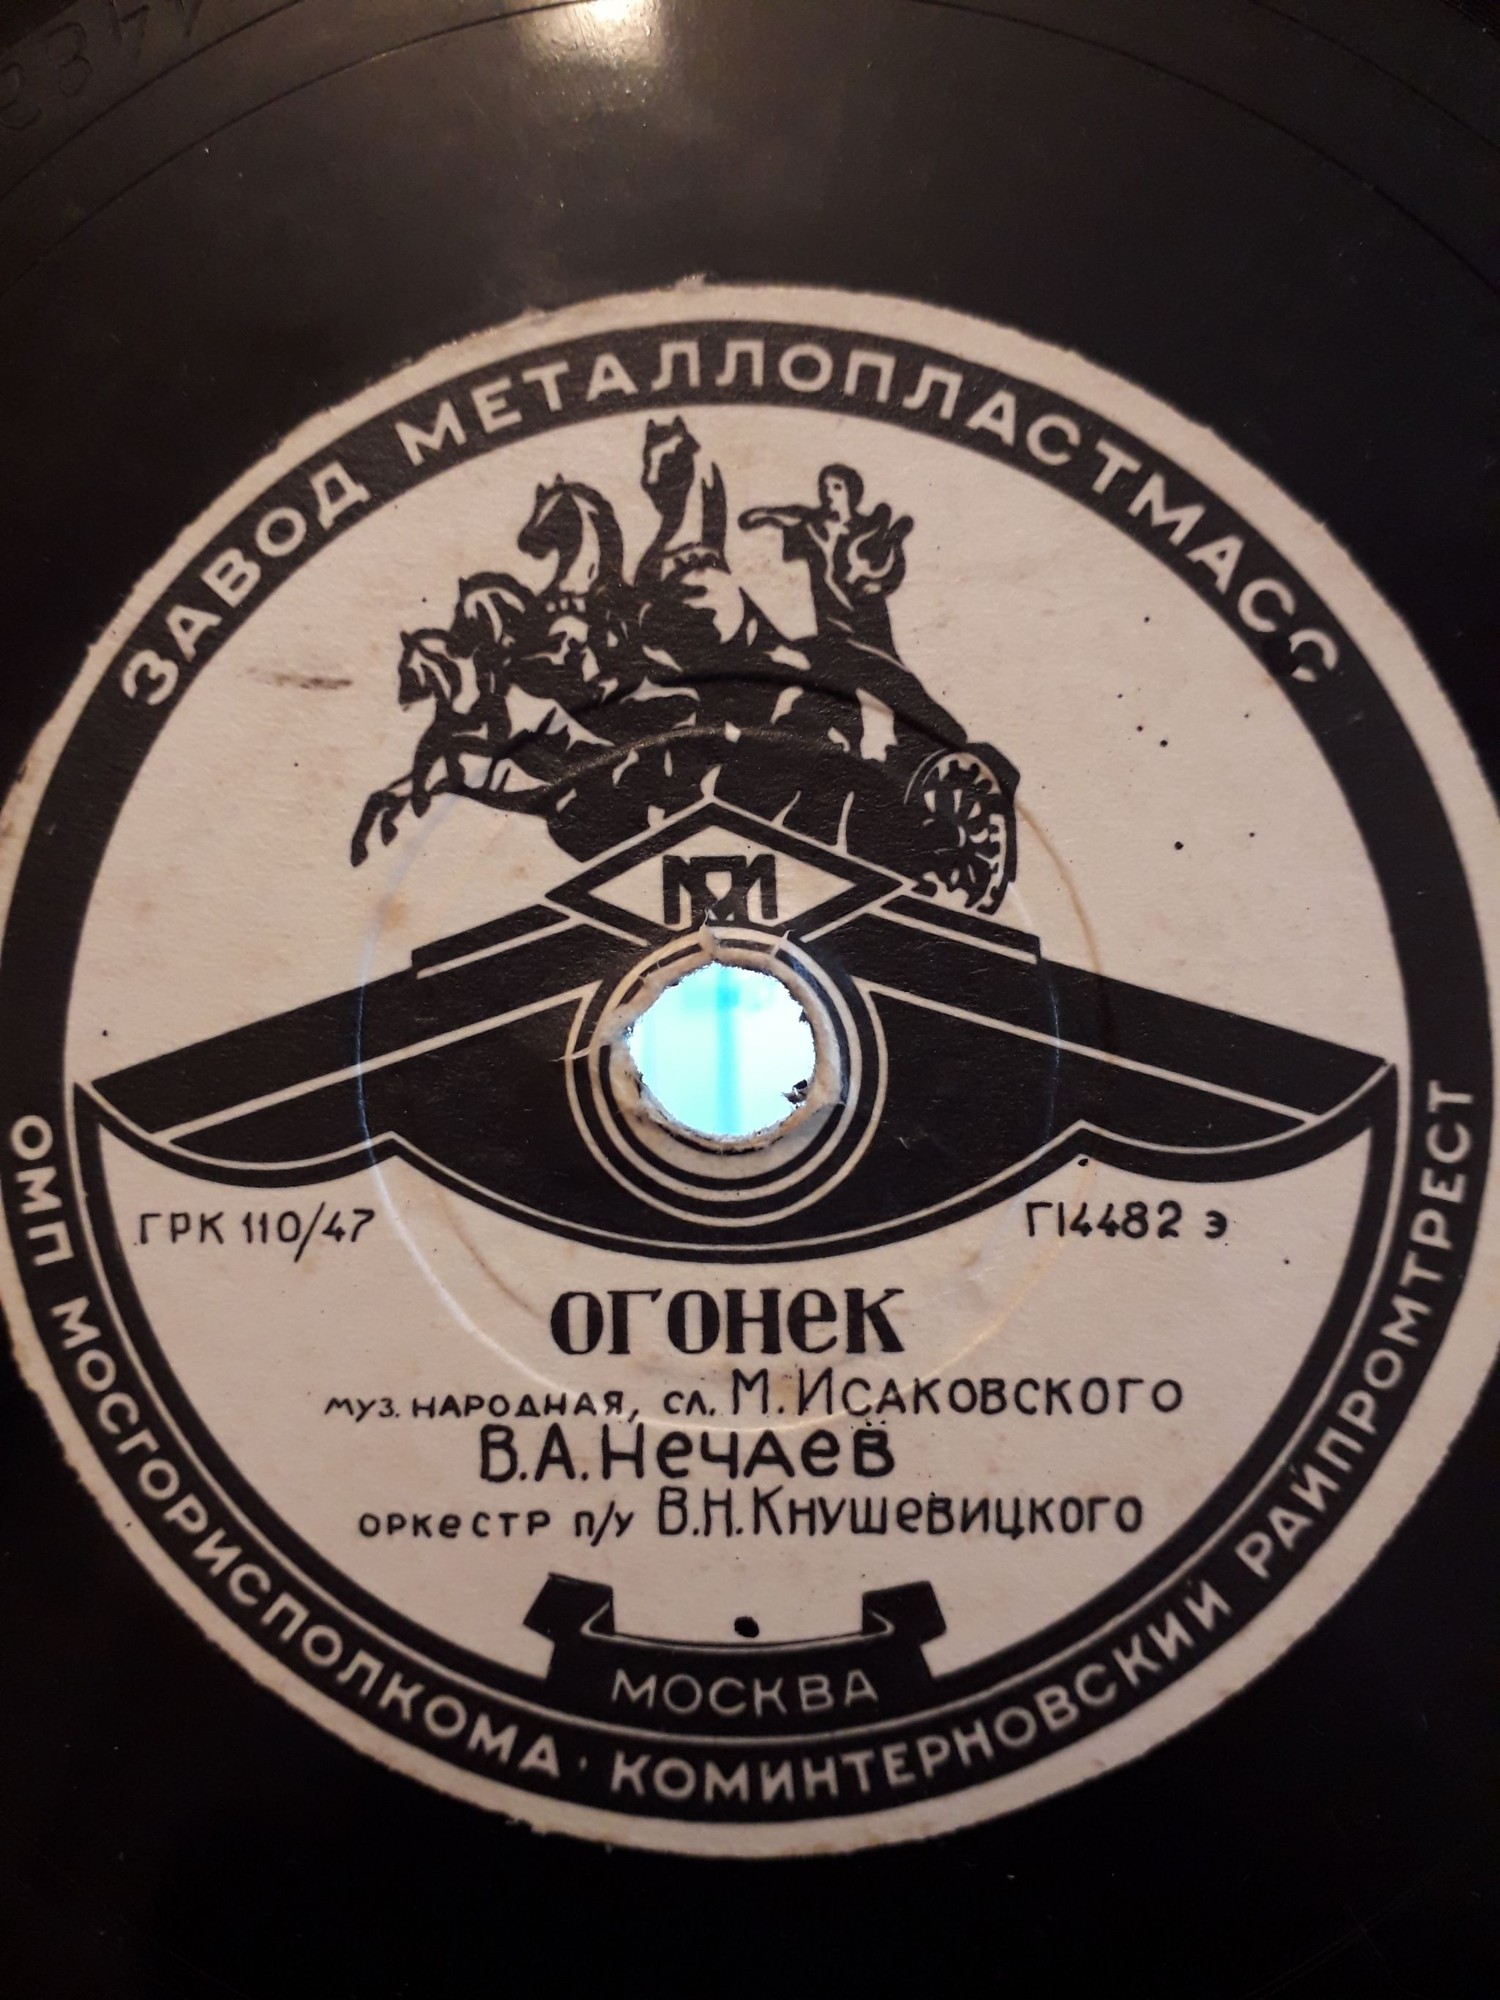 ЗАВОД МЕТАЛЛОПЛАСТМАСС
ГРК 110/47
Г14482 э
ОГОНЕК
муз. народная, сл. М. Исаковского
В.А. Нечаев
оркестр п/у В.Н. Кнушевицкого
МОСКВА
ОМП МОСГОРИСПОЛКОМА · КОМИНТЕРНОВСКИЙ РАЙПРОМТРЕСТ